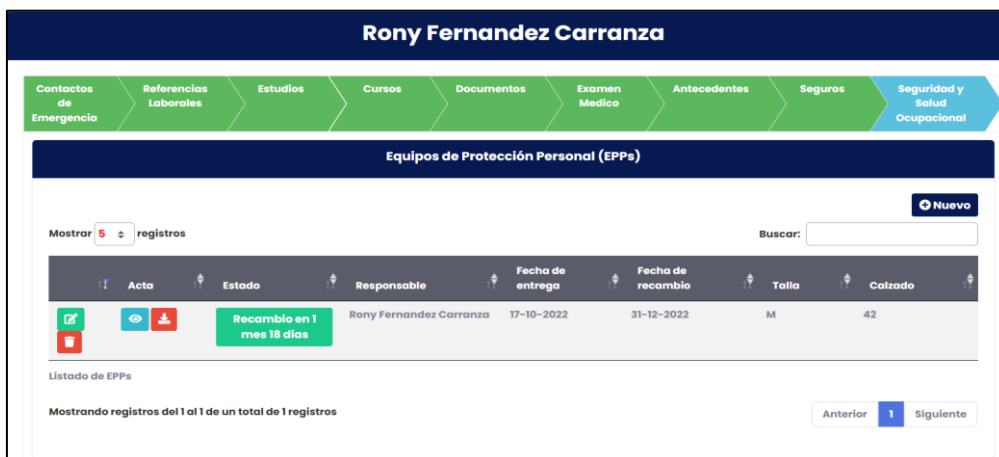 Rony Fernandez Carranza
Contactos de Emergencia
Referencias Laborales
Estudios
Cursos
Documentos
Examen Medico
Antecedentes
Seguros
Seguridad y Salud Ocupacional
Equipos de Protección Personal (EPPs)
Nuevo
Mostrar 5 registros
Buscar:
Acta Estado Responsable Fecha de entrega Fecha de recambio Talla Calzado
Recambio en 1 mes 18 días Rony Fernandez Carranza 17-10-2022 31-12-2022 M 42
Listado de EPPs
Mostrando registros del 1 al 1 de un total de 1 registros
Anterior 1 Siguiente